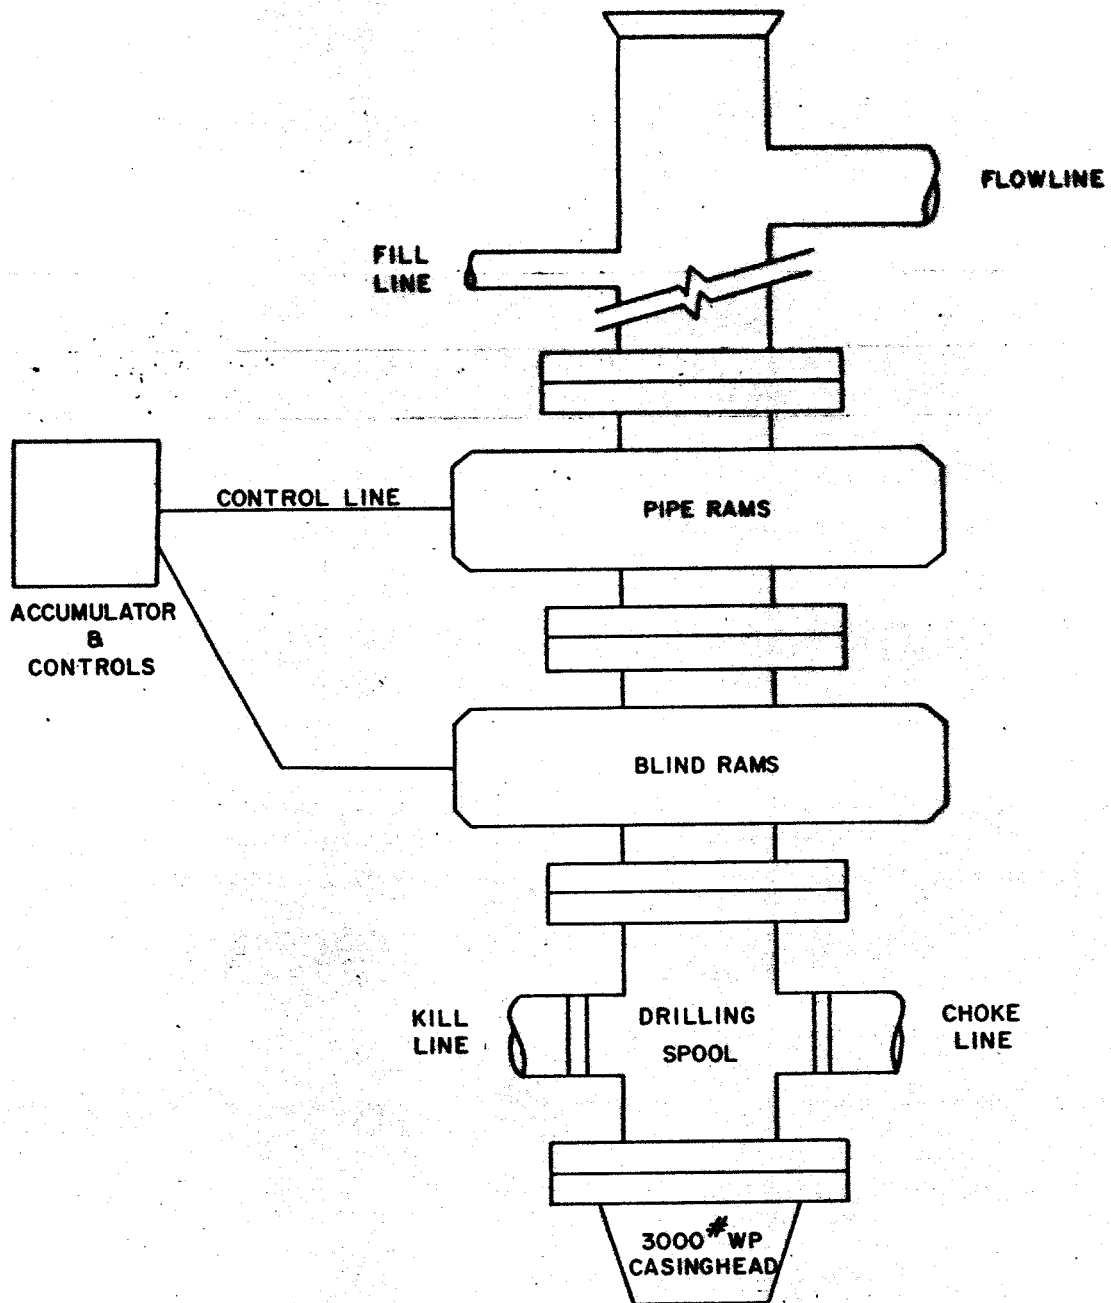 FLOWLINE
FILL
LINE
CONTROL LINE
PIPE RAMS
ACCUMULATOR
&
CONTROLS
BLIND RAMS
KILL
LINE
DRILLING
SPOOL
CHOKE
LINE
3000# WP
CASINGHEAD